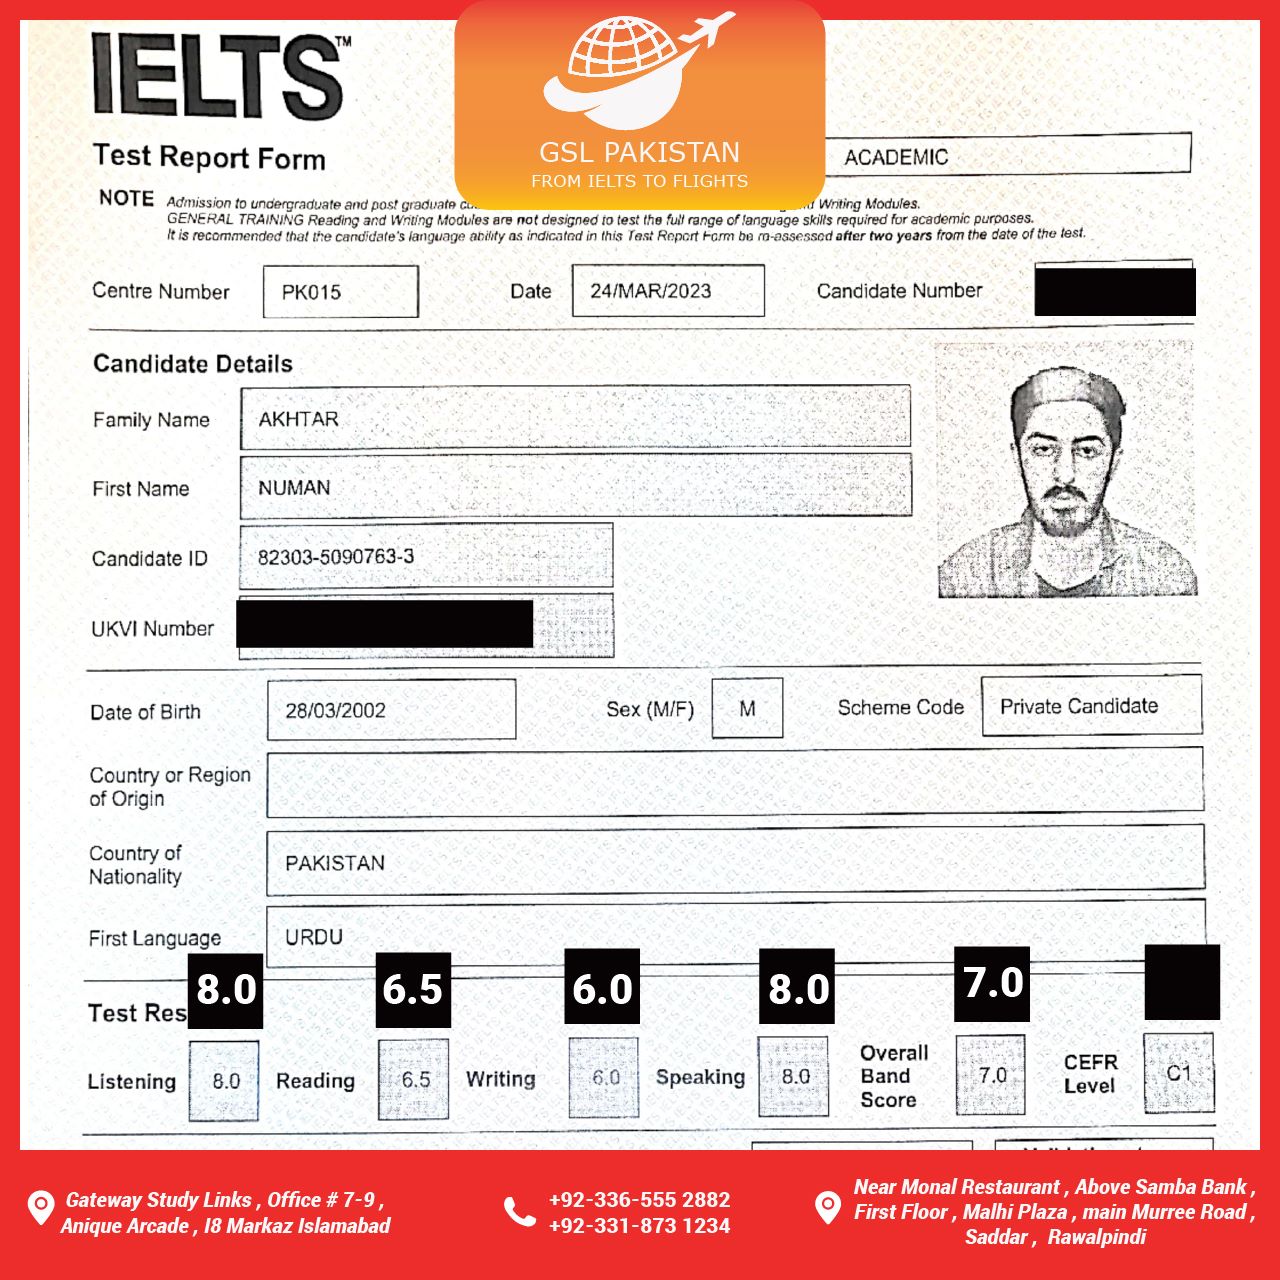 IELTS™
GSL PAKISTAN
FROM IELTS TO FLIGHTS
Test Report Form
ACADEMIC
NOTE Admission to undergraduate and post graduate Writing Modules.
GENERAL TRAINING Reading and Writing Modules are not designed to test the full range of language skills required for academic purposes.
It is recommended that the candidate's language ability as indicated in this Test Report Form be re-assessed after two years from the date of the test.
Centre Number PK015 Date 24/MAR/2023 Candidate Number
Candidate Details
Family Name AKHTAR
First Name NUMAN
Candidate ID 82303-5090763-3
UKVI Number
Date of Birth 28/03/2002 Sex (M/F) M Scheme Code Private Candidate
Country or Region
of Origin
Country of
Nationality
PAKISTAN
First Language URDU
8.0 6.5 6.0 8.0 7.0
Test Res
Listening 8.0 Reading 6.5 Writing 6.0 Speaking 8.0
Overall
Band
Score
7.0
CEFR
Level
C1
Gateway Study Links , Office # 7-9 ,
Anique Arcade , I8 Markaz Islamabad
+92-336-555 2882
+92-331-873 1234
Near Monal Restaurant , Above Samba Bank ,
First Floor , Malhi Plaza , main Murree Road ,
Saddar , Rawalpindi